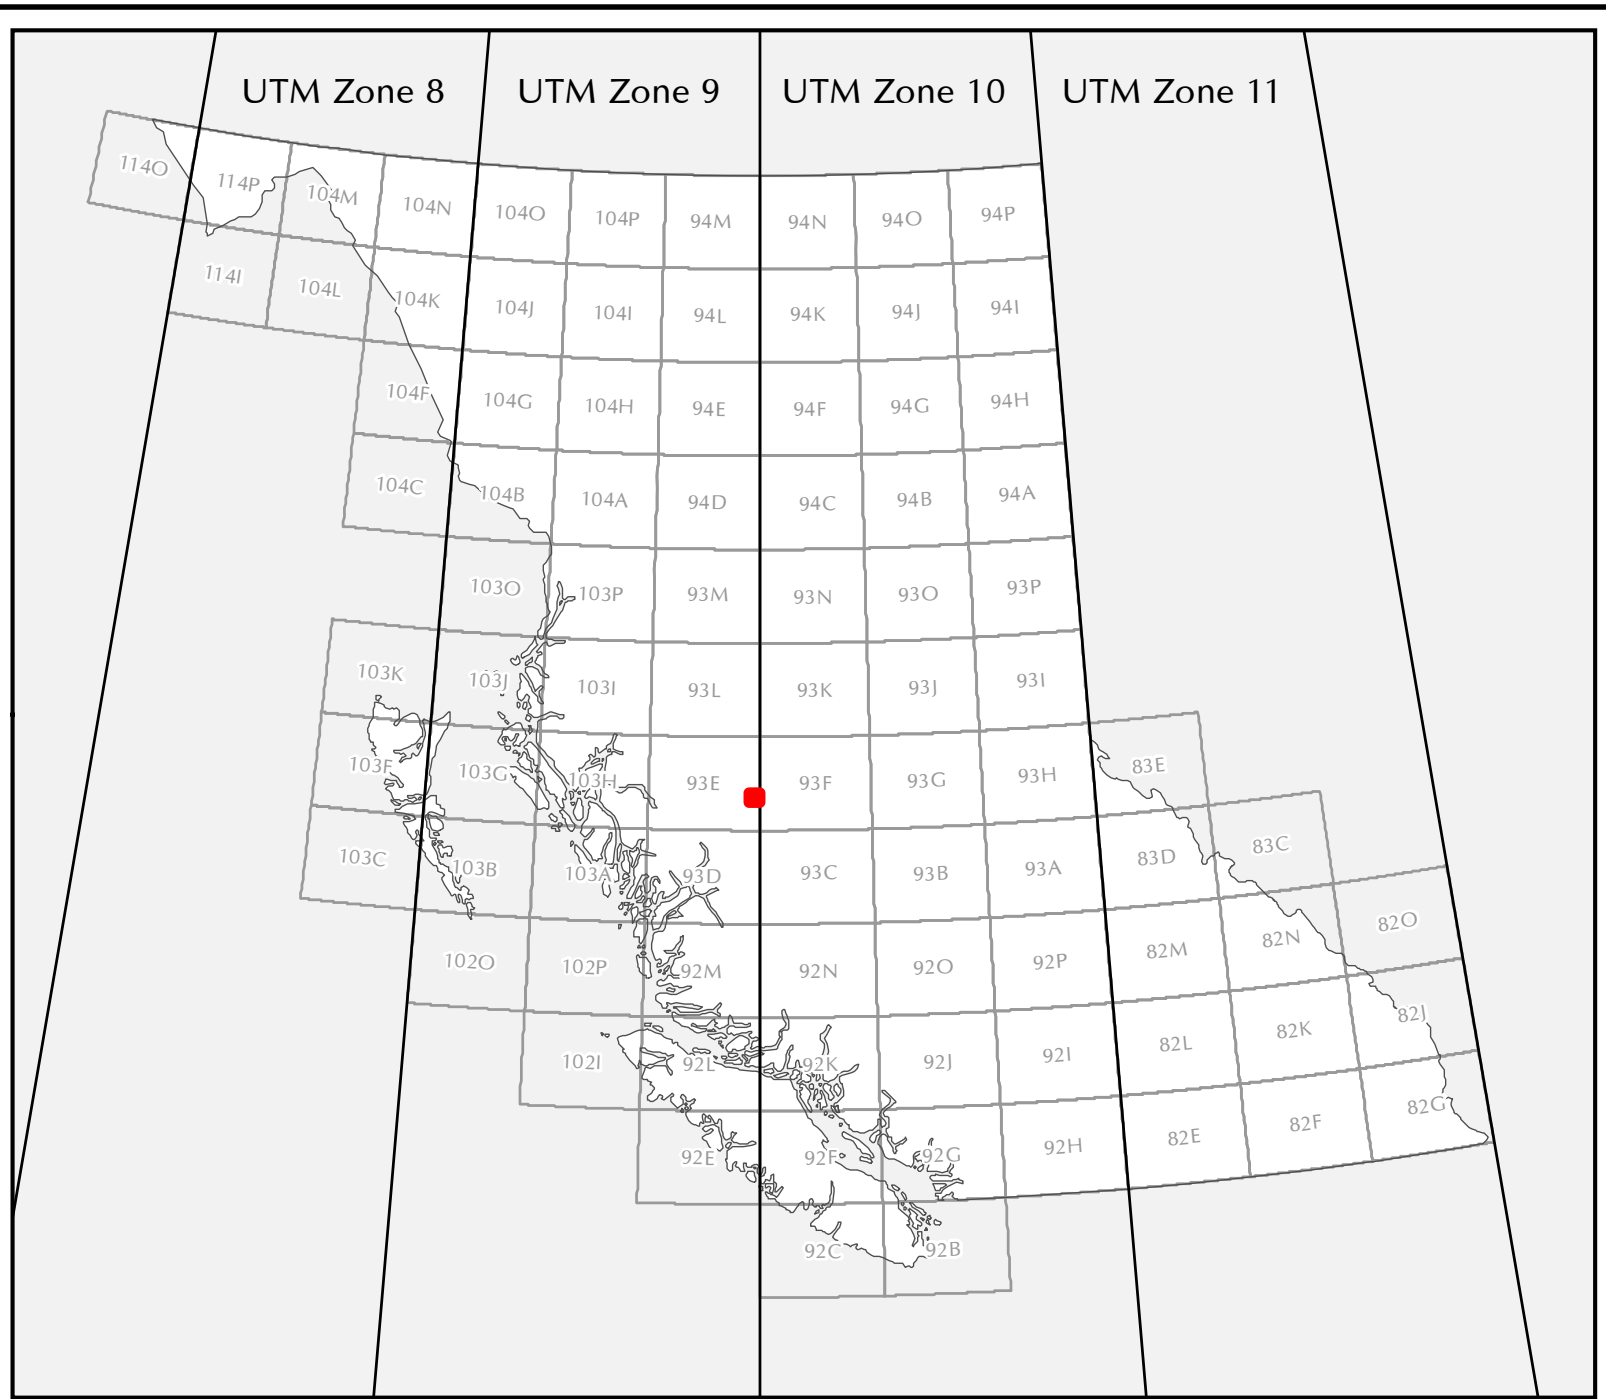 UTM Zone 8 UTM Zone 9 UTM Zone 10 UTM Zone 11
114O 114P 104M 104N 104O 104P 94M 94N 94O 94P
114I 104L 104K 104J 104I 94L 94K 94J 94I
104F 104G 104H 94E 94F 94G 94H
104C 104B 104A 94D 94C 94B 94A
103O 103P 93M 93N 93O 93P
103K 103J 103I 93L 93K 93J 93I
103F 103G 103H 93E 93F 93G 93H 83E
103C 103B 103A 93D 93C 93B 93A 83D 83C
102O 102P 92M 92N 92O 92P 82M 82N 82O
102I 92L 92K 92J 92I 82L 82K 82J
92E 92F 92G 92H 82E 82F 82G
92C 92B